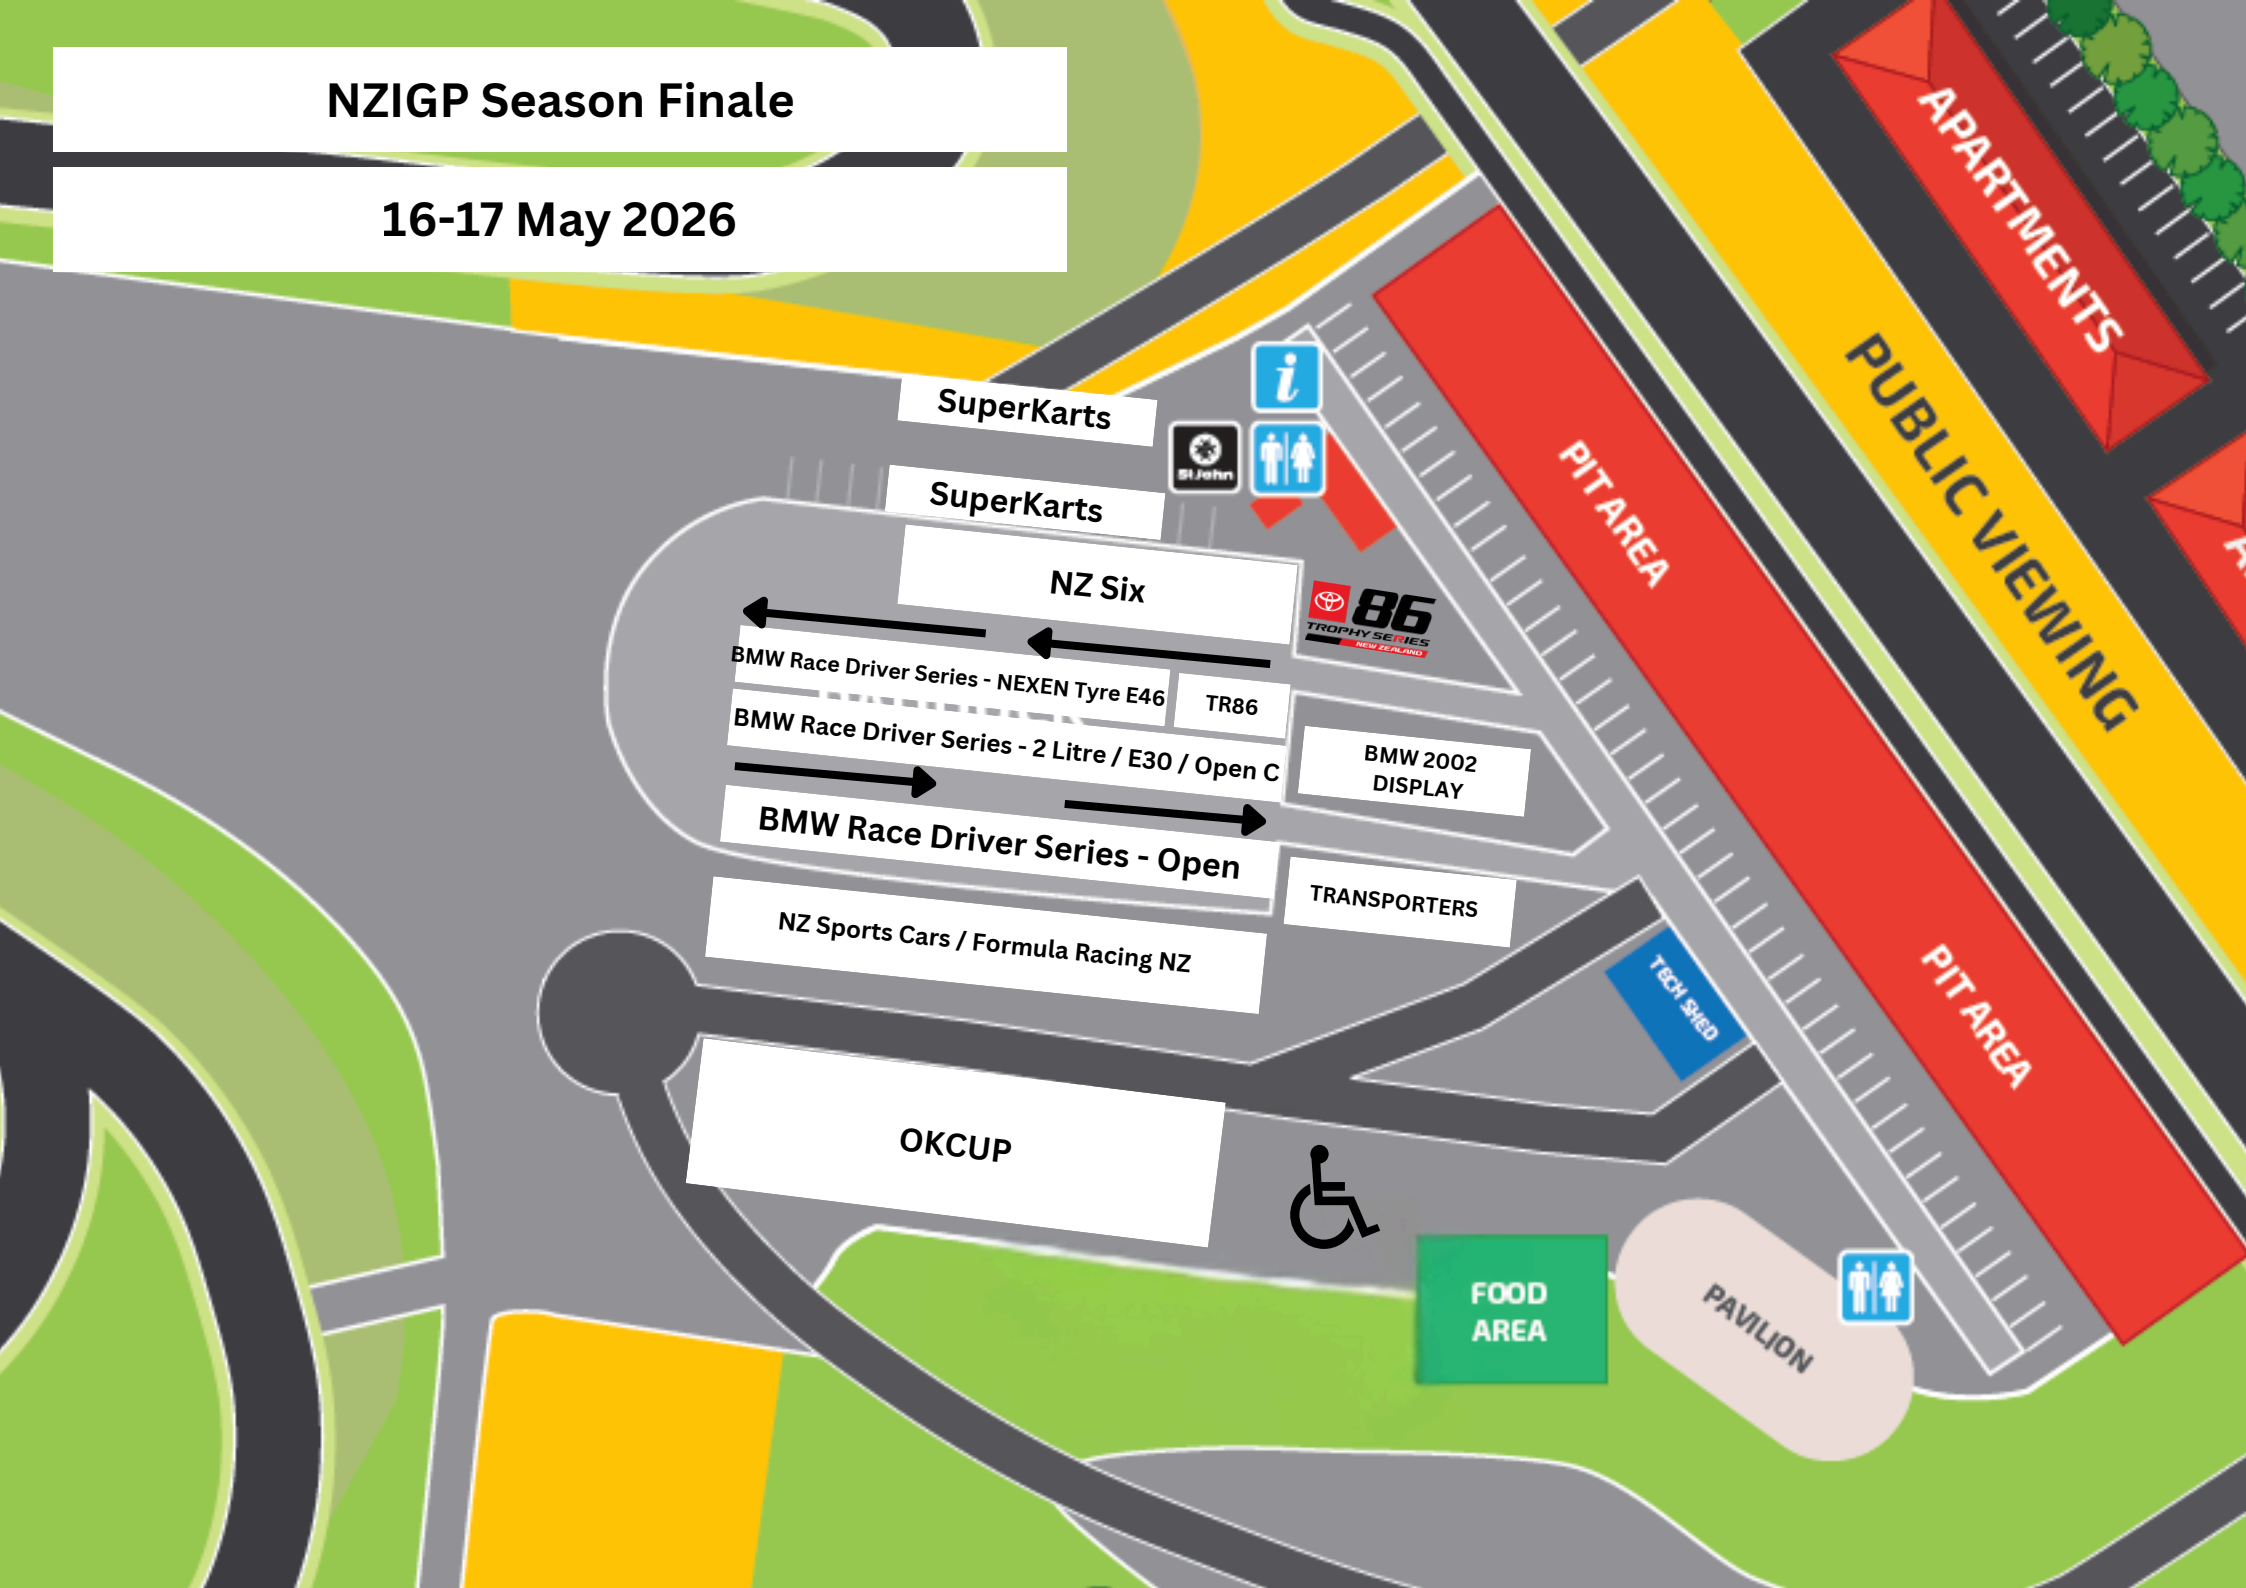 NZIGP Season Finale
16-17 May 2026
APARTMENTS
PUBLIC VIEWING
PIT AREA
PIT AREA
SuperKarts
SuperKarts
St John
NZ Six
86
TROPHY SERIES
NEW ZEALAND
BMW Race Driver Series - NEXEN Tyre E46
TR86
BMW Race Driver Series - 2 Litre / E30 / Open C
BMW 2002
DISPLAY
BMW Race Driver Series - Open
TRANSPORTERS
NZ Sports Cars / Formula Racing NZ
TECH SHED
OKCUP
FOOD
AREA
PAVILION